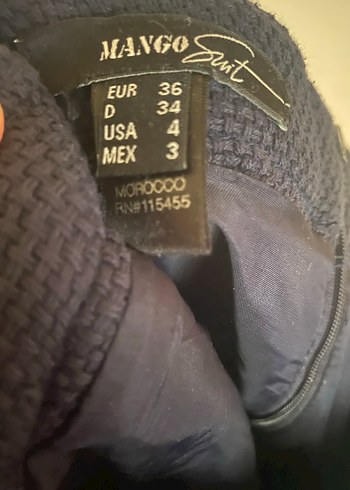 MANGO Suit
EUR 36
D 34
USA 4
MEX 3
MOROCCO
RN#115455